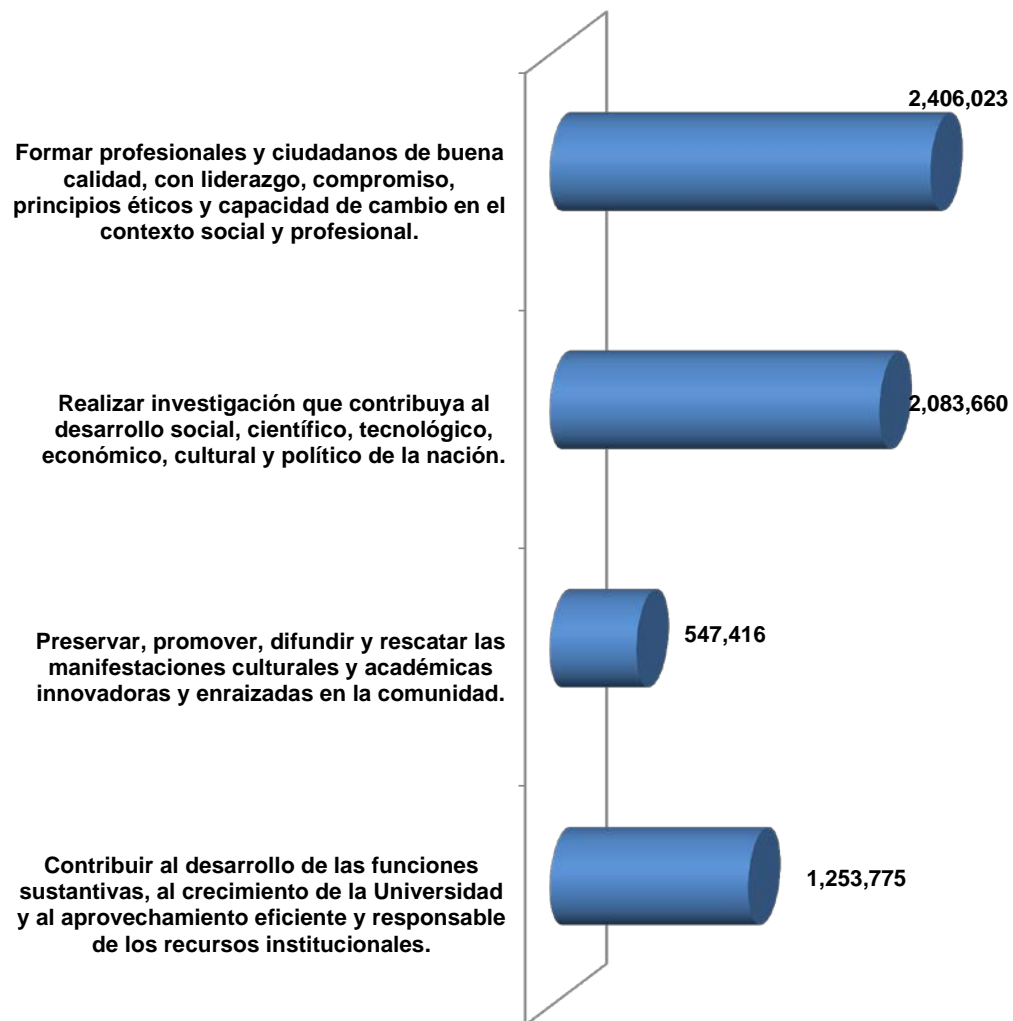 2,406,023
Formar profesionales y ciudadanos de buena
calidad, con liderazgo, compromiso,
principios éticos y capacidad de cambio en el
contexto social y profesional.
Realizar investigación que contribuya al
desarrollo social, científico, tecnológico,
económico, cultural y político de la nación.
2,083,660
Preservar, promover, difundir y rescatar las
manifestaciones culturales y académicas
innovadoras y enraizadas en la comunidad.
547,416
Contribuir al desarrollo de las funciones
sustantivas, al crecimiento de la Universidad
y al aprovechamiento eficiente y responsable
de los recursos institucionales.
1,253,775